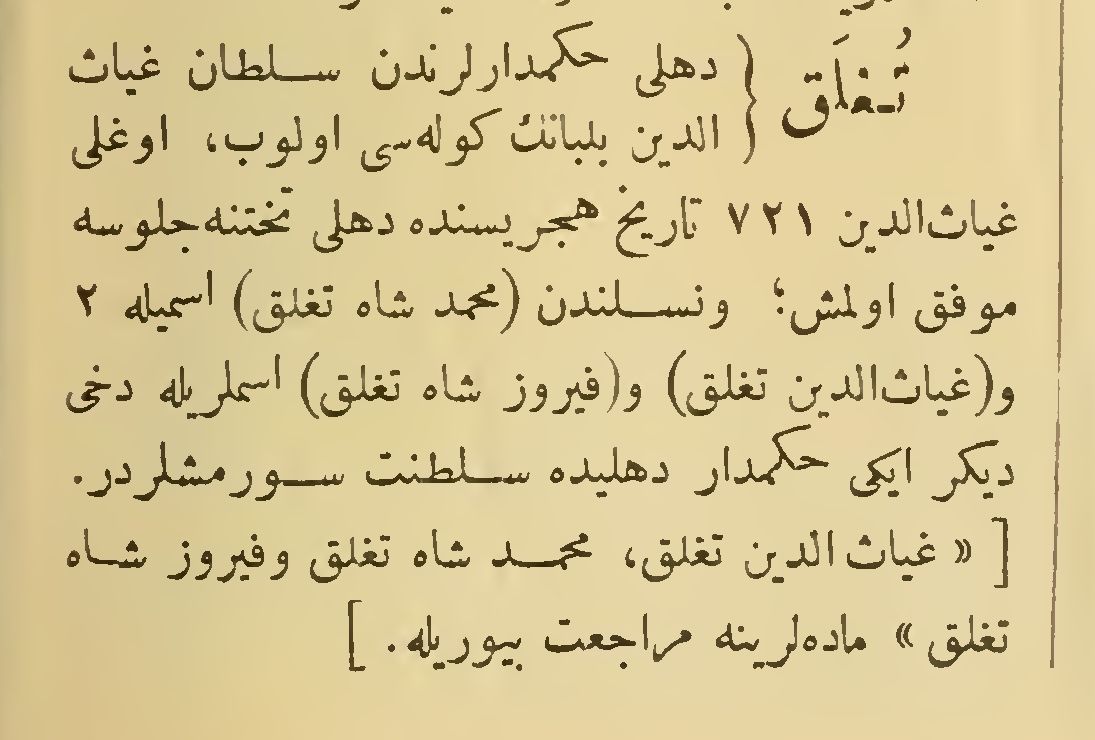 تُغلَق { دهلی حکمدارلرندن سلطان غیاث
الدین بلبانك کوله‌سی اولوب، اوغلی
غیاث‌الدین ۷۲۱ تاریخ هجریسنده دهلی تختنه جلوسه
موفق اولمش؛ ونسلندن (محمد شاه تغلق) اسمیله ۲
و(غیاث‌الدین تغلق) و(فیروز شاه تغلق) اسملریله دخی
دیکر ایکی حکمدار دهلیده سلطنت سورمشلردر.
[ « غیاث الدین تغلق، محمد شاه تغلق وفیروز شاه
تغلق » ماده‌لرینه مراجعت بیوریله. ]